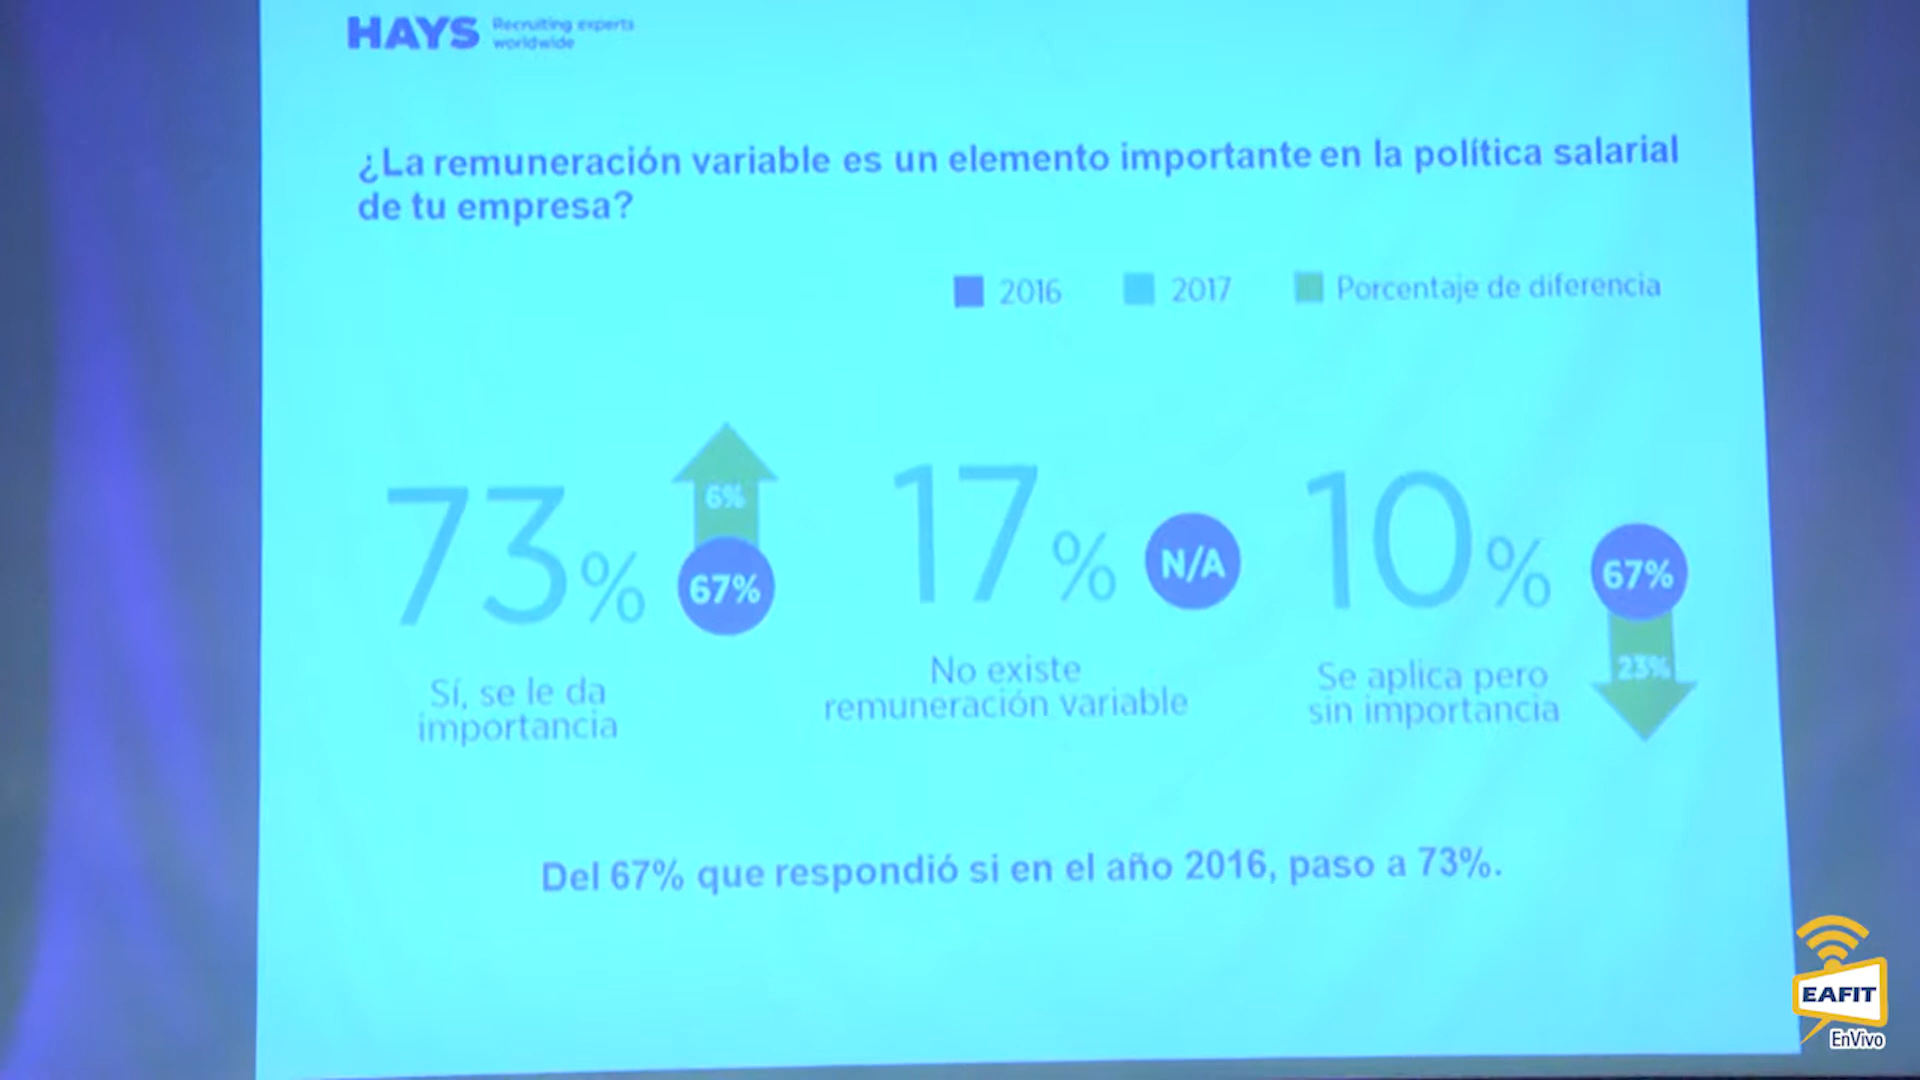 HAYS Recruiting experts
worldwide
¿La remuneración variable es un elemento importante en la política salarial
de tu empresa?
2016 2017 Porcentaje de diferencia
73% 6% 67%
Sí, se le da
importancia
17% N/A
No existe
remuneración variable
10% 67% 23%
Se aplica pero
sin importancia
Del 67% que respondió si en el año 2016, paso a 73%.
EAFIT
EnVivo